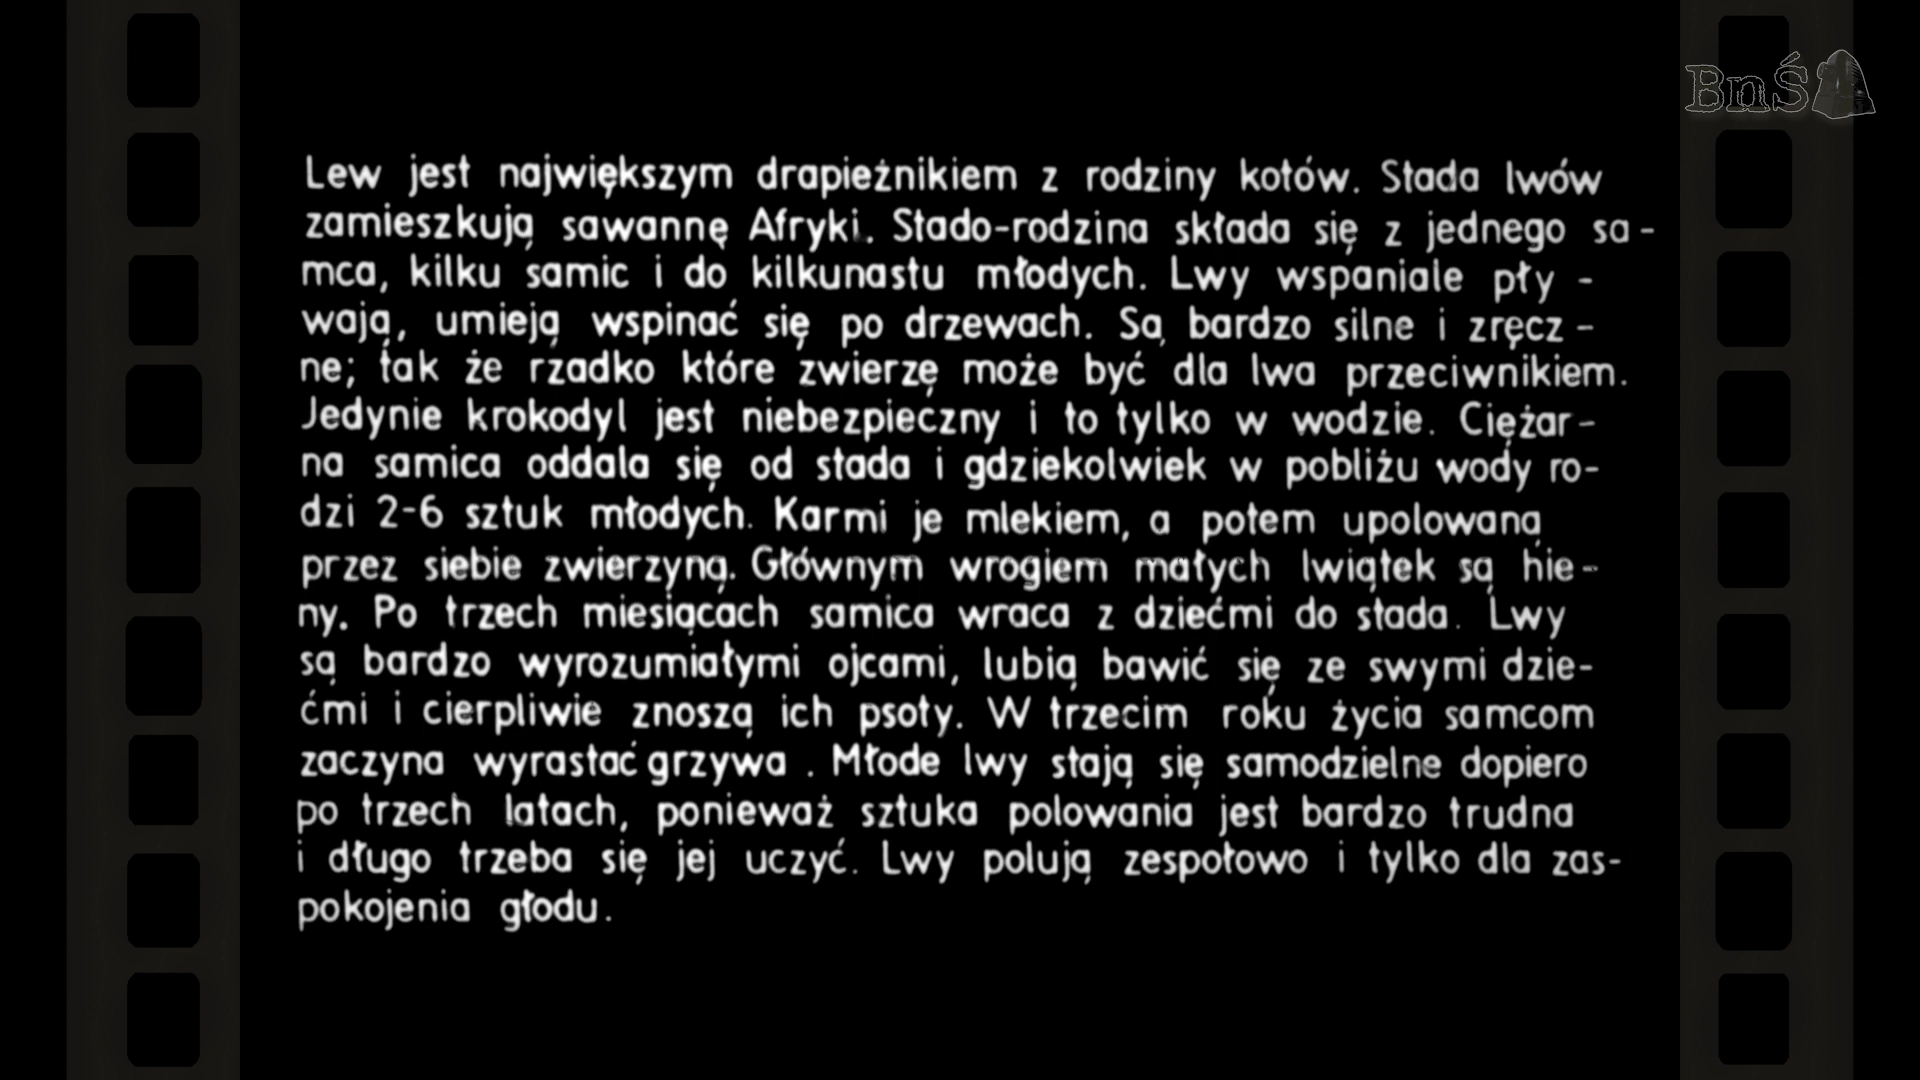 BnŚ
Lew jest największym drapieżnikiem z rodziny kotów. Stada lwów
zamieszkują sawannę Afryki. Stado-rodzina składa się z jednego sa-
mca, kilku samic i do kilkunastu młodych. Lwy wspaniale pły-
wają, umieją wspinać się po drzewach. Są bardzo silne i zręcz-
ne; tak że rzadko które zwierzę może być dla lwa przeciwnikiem.
Jedynie krokodyl jest niebezpieczny i to tylko w wodzie. Ciężar-
na samica oddala się od stada i gdziekolwiek w pobliżu wody ro-
dzi 2-6 sztuk młodych. Karmi je mlekiem, a potem upolowaną
przez siebie zwierzyną. Głównym wrogiem małych lwiątek są hie-
ny. Po trzech miesiącach samica wraca z dziećmi do stada. Lwy
są bardzo wyrozumiałymi ojcami, lubią bawić się ze swymi dzie-
ćmi i cierpliwie znoszą ich psoty. W trzecim roku życia samcom
zaczyna wyrastać grzywa. Młode lwy stają się samodzielne dopiero
po trzech latach, ponieważ sztuka polowania jest bardzo trudna
i długo trzeba się jej uczyć. Lwy polują zespołowo i tylko dla zas-
pokojenia głodu.